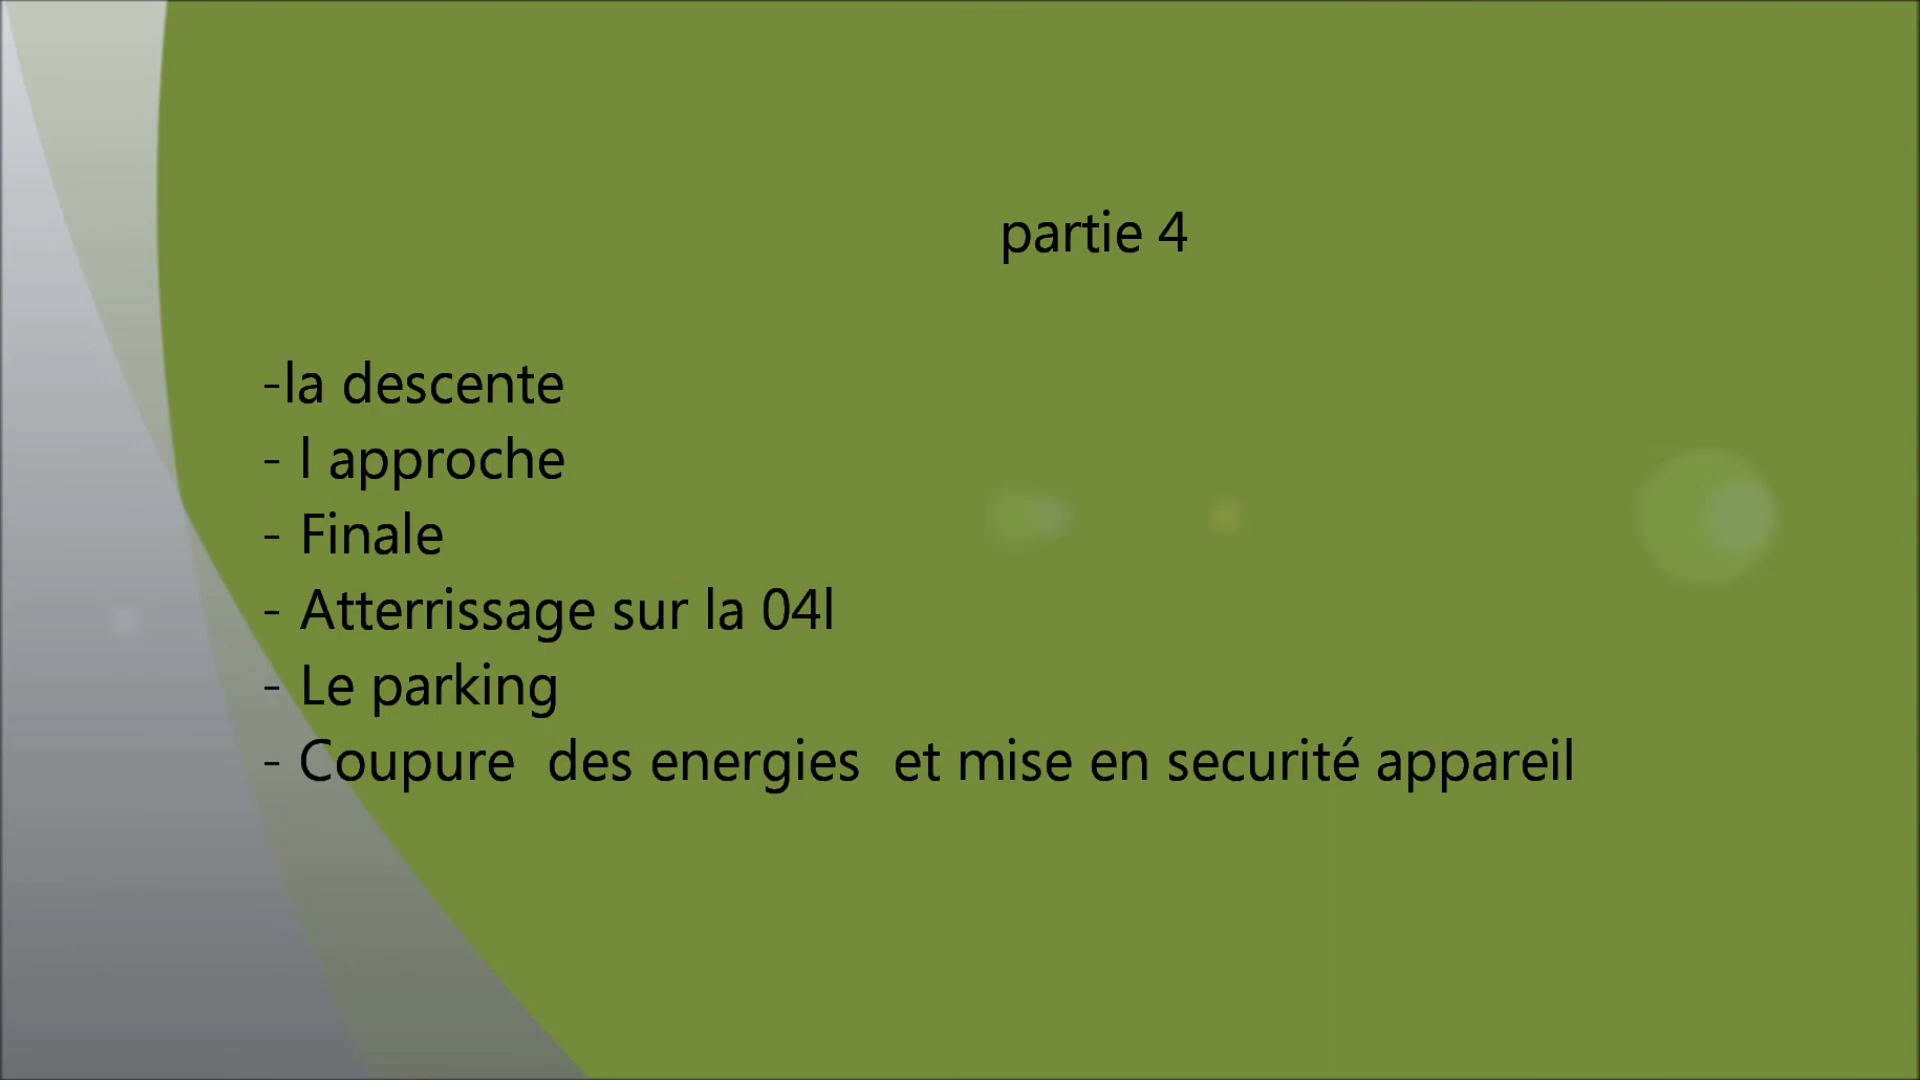 partie 4
-la descente
- l approche
- Finale
- Atterrissage sur la 04l
- Le parking
- Coupure  des energies  et mise en securité appareil